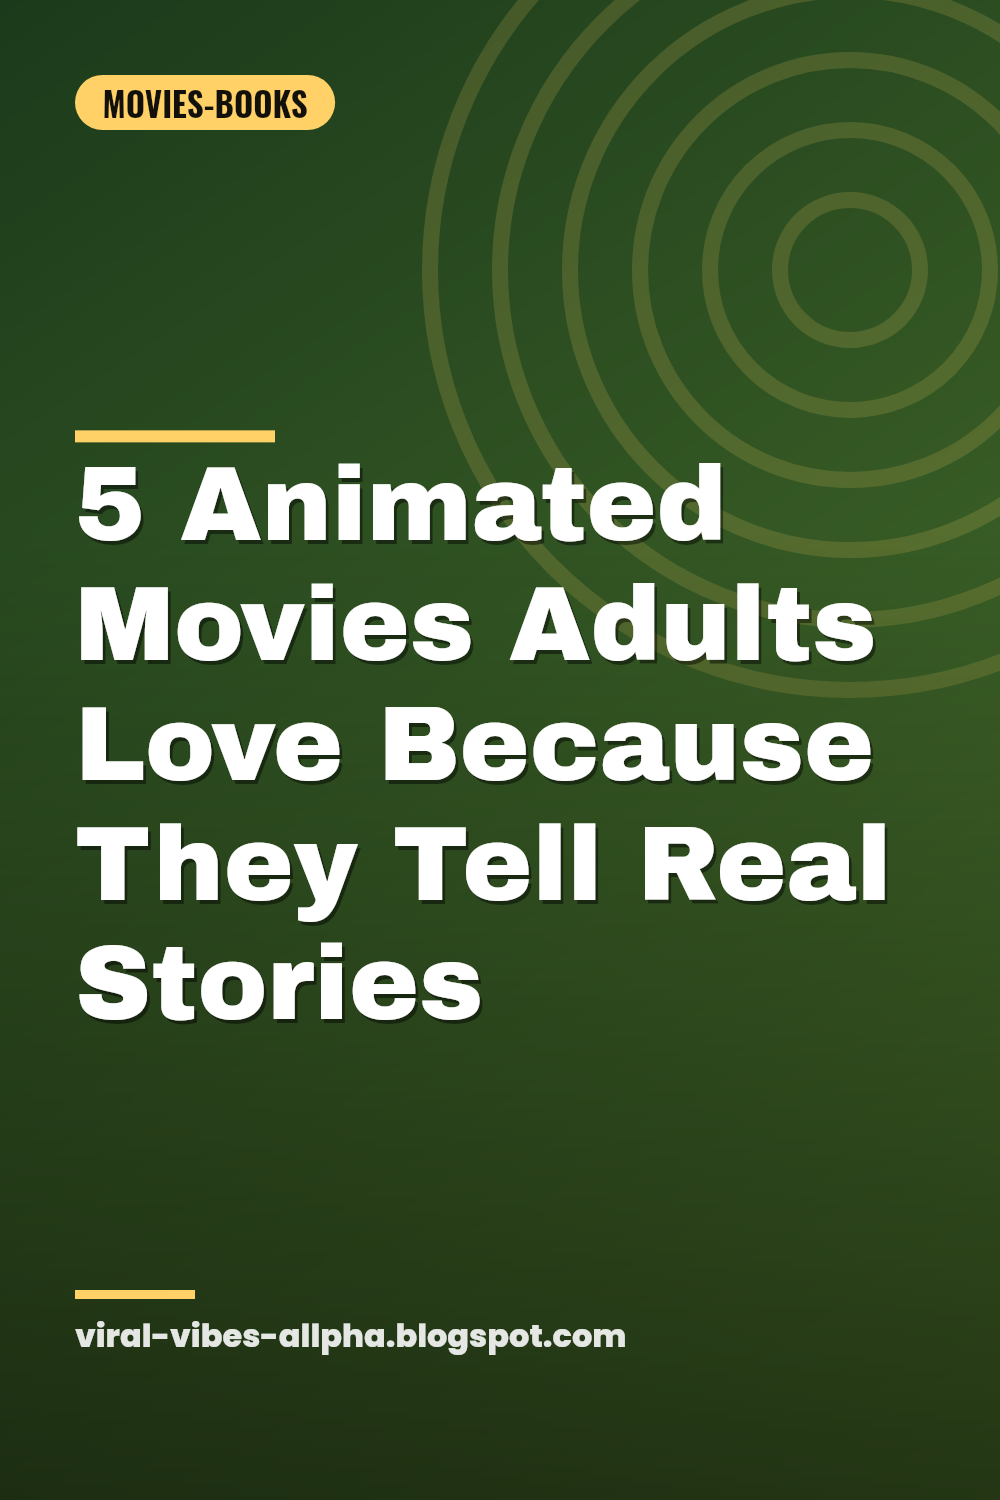 MOVIES-BOOKS
5 Animated
Movies Adults
Love Because
They Tell Real
Stories
viral-vibes-allpha.blogspot.com